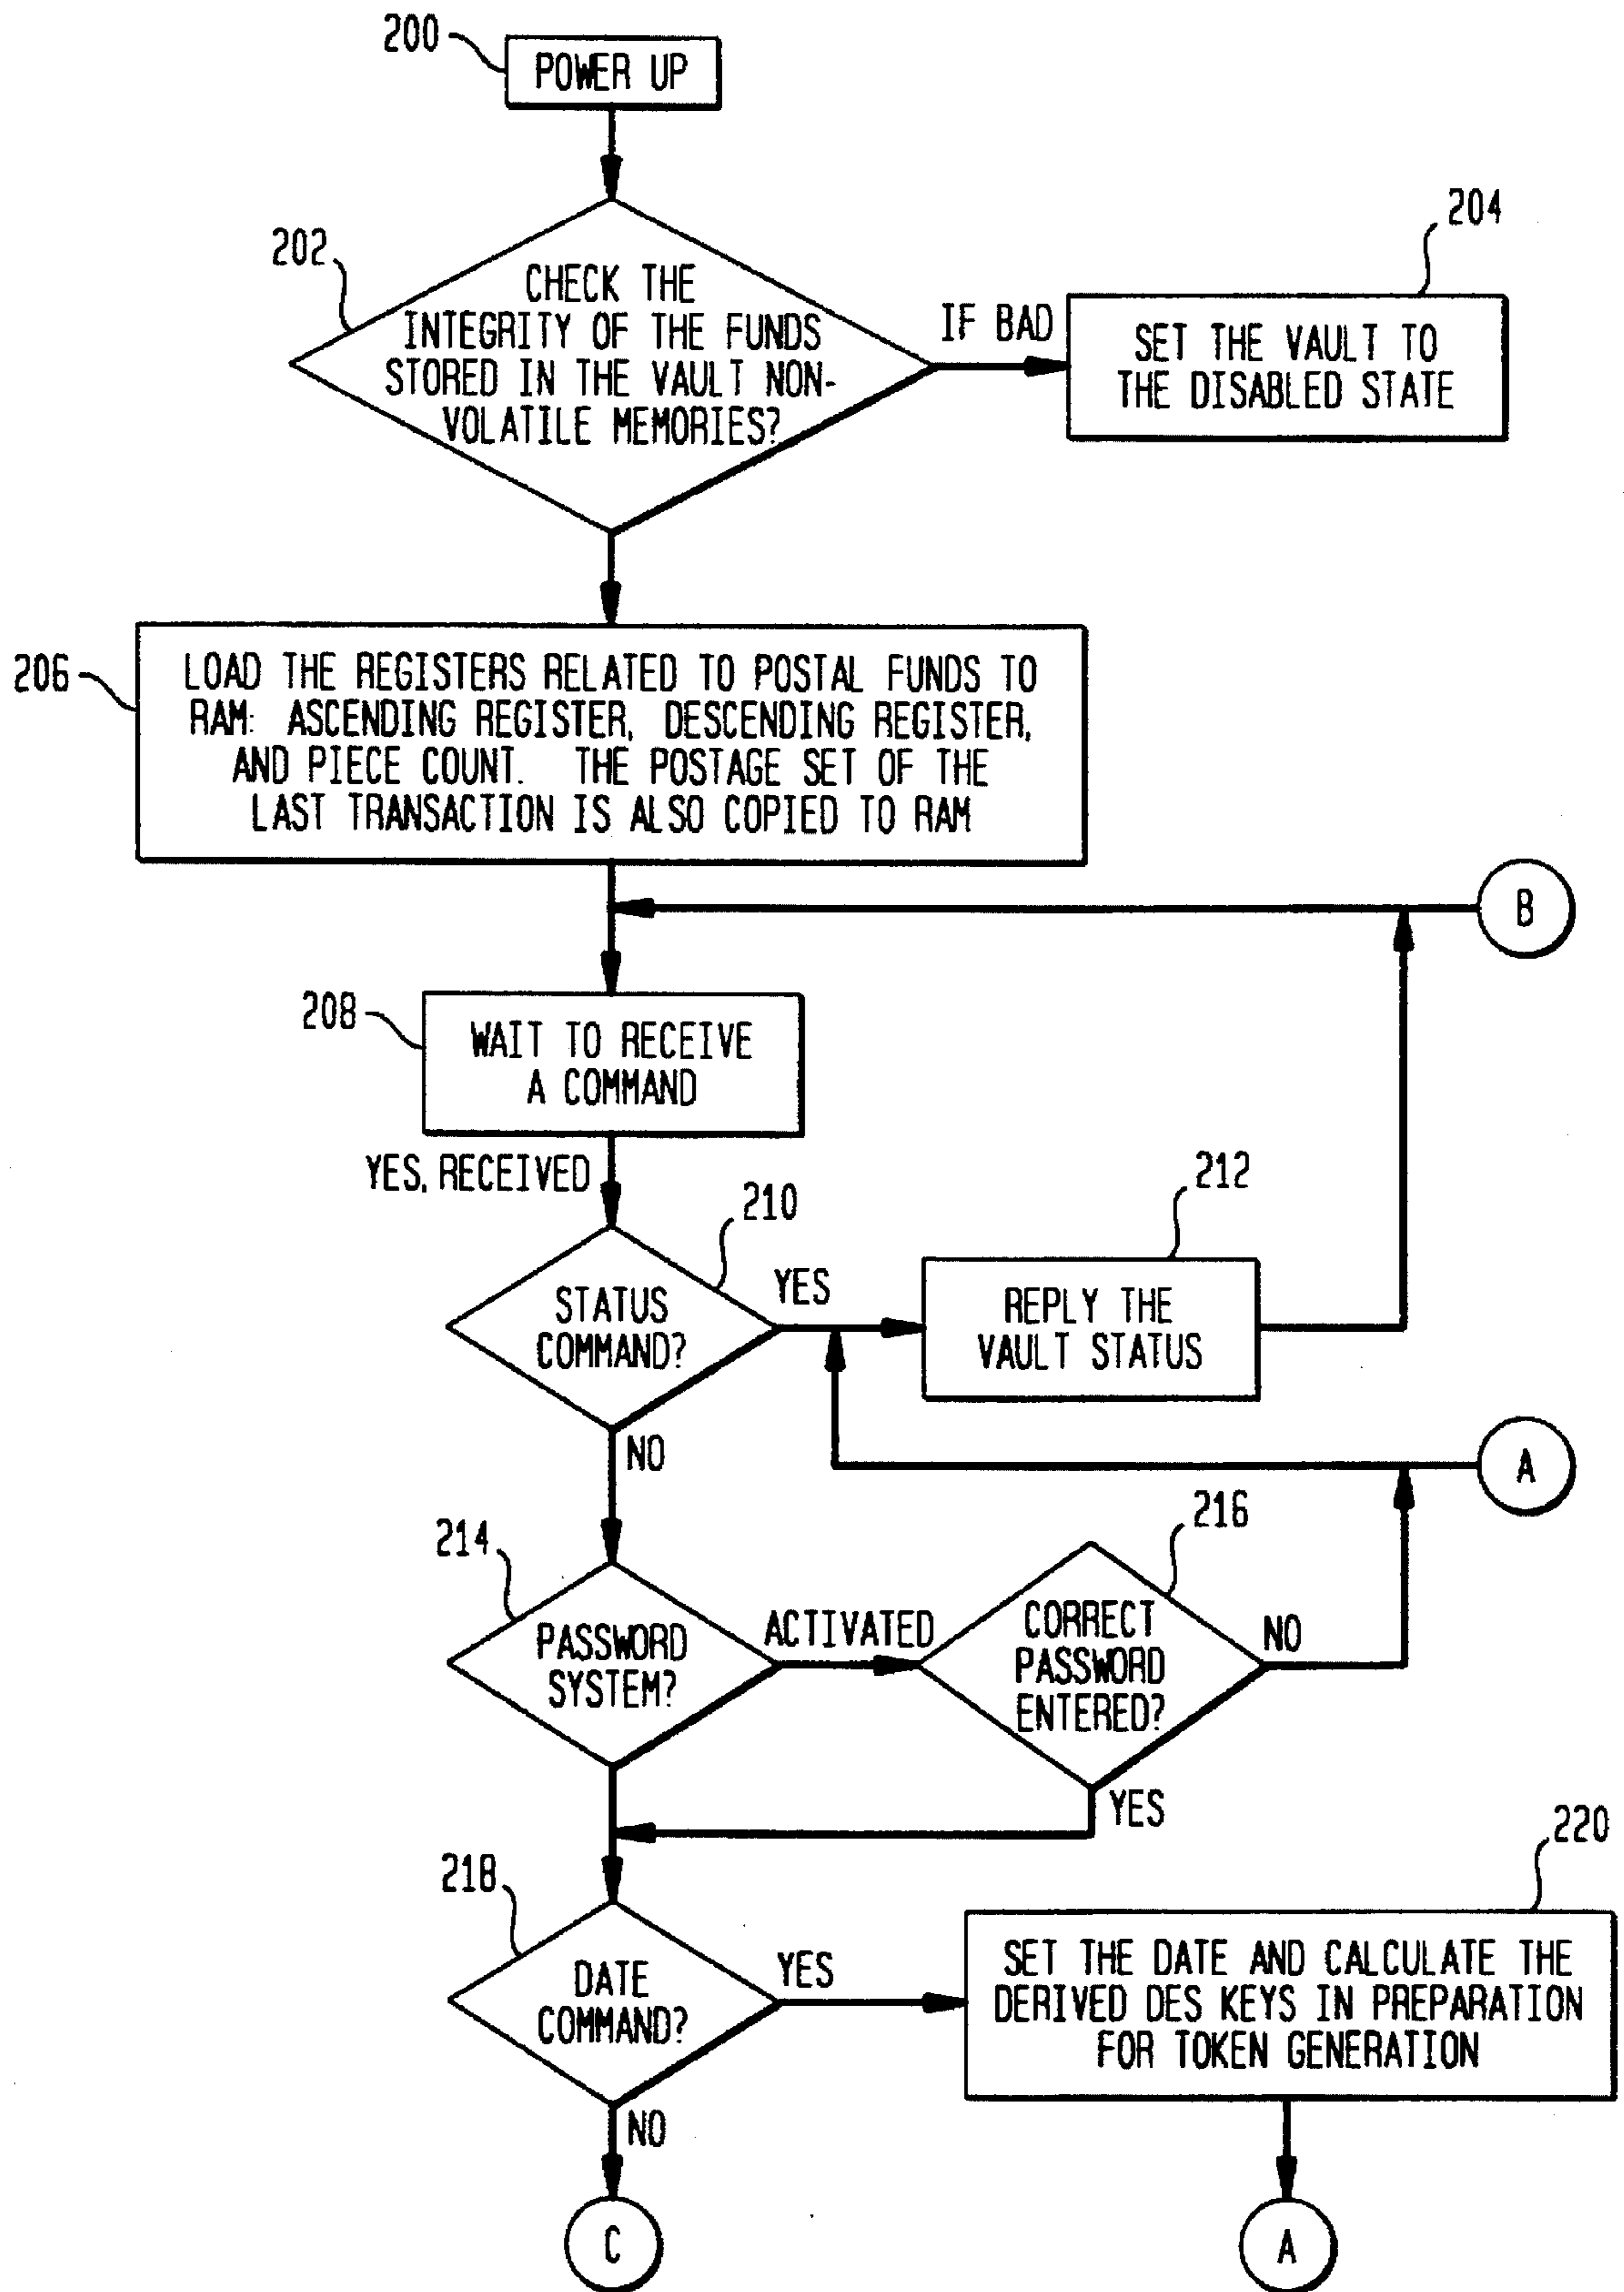 200
POWER UP
202
CHECK THE
INTEGRITY OF THE FUNDS
STORED IN THE VAULT NON-
VOLATILE MEMORIES?
IF BAD
204
SET THE VAULT TO
THE DISABLED STATE
206
LOAD THE REGISTERS RELATED TO POSTAL FUNDS TO
RAM: ASCENDING REGISTER, DESCENDING REGISTER,
AND PIECE COUNT. THE POSTAGE SET OF THE
LAST TRANSACTION IS ALSO COPIED TO RAM
B
208
WAIT TO RECEIVE
A COMMAND
YES, RECEIVED
210
STATUS
COMMAND?
YES
212
REPLY THE
VAULT STATUS
NO
A
214
PASSWORD
SYSTEM?
ACTIVATED
216
CORRECT
PASSWORD
ENTERED?
NO
YES
218
DATE
COMMAND?
YES
220
SET THE DATE AND CALCULATE THE
DERIVED DES KEYS IN PREPARATION
FOR TOKEN GENERATION
NO
C
A